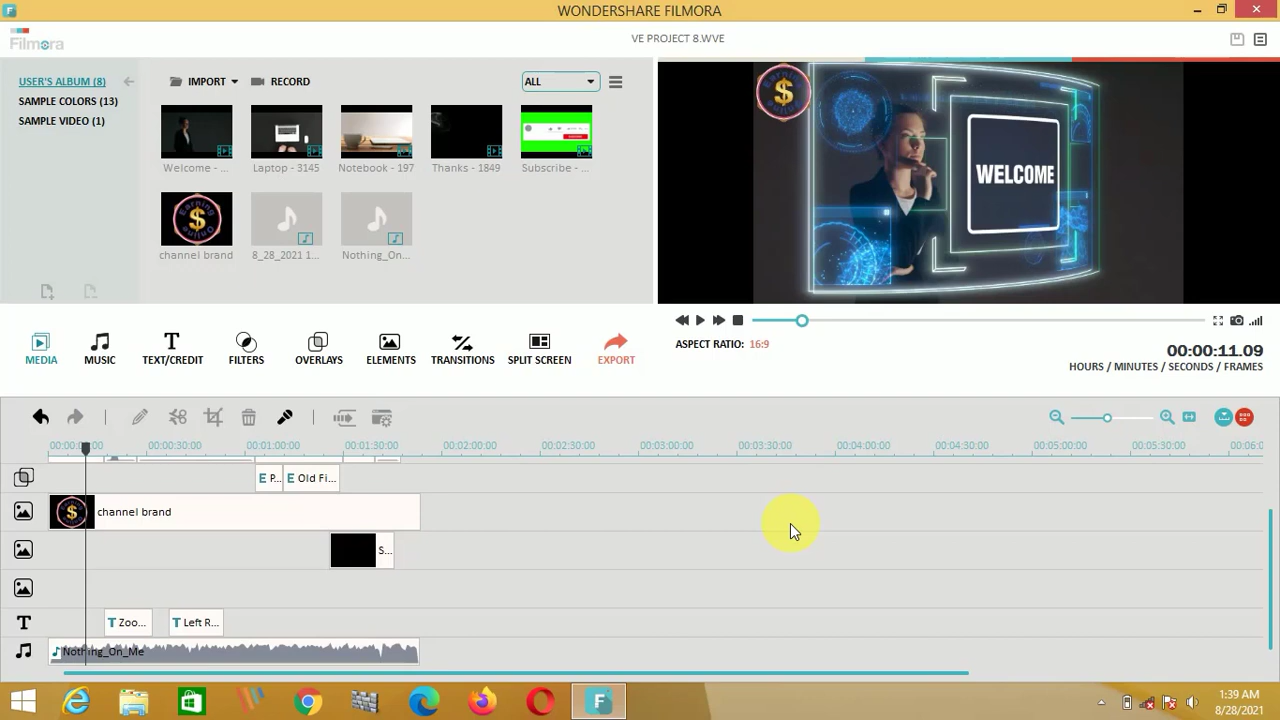 WONDERSHARE FILMORA
Filmora
VE PROJECT 8.WVE
USER'S ALBUM (8)
SAMPLE COLORS (13)
SAMPLE VIDEO (1)
IMPORT
RECORD
ALL
Welcome - ...
Laptop - 3145
Notebook - 197
Thanks - 1849
Subscribe - ...
Earning
$
Online
channel brand
8_28_2021 1...
Nothing_On...
$
WELCOME
ASPECT RATIO: 16:9
00:00:11.09
HOURS / MINUTES / SECONDS / FRAMES
MEDIA
MUSIC
TEXT/CREDIT
FILTERS
OVERLAYS
ELEMENTS
TRANSITIONS
SPLIT SCREEN
EXPORT
00:00:30:00
00:01:00:00
00:01:30:00
00:02:00:00
00:02:30:00
00:03:00:00
00:03:30:00
00:04:00:00
00:04:30:00
00:05:00:00
00:05:30:00
00:06:0
E P...
E Old Fi...
channel brand
S...
T Zoo...
T Left R...
Nothing_On_Me
1:39 AM
8/28/2021